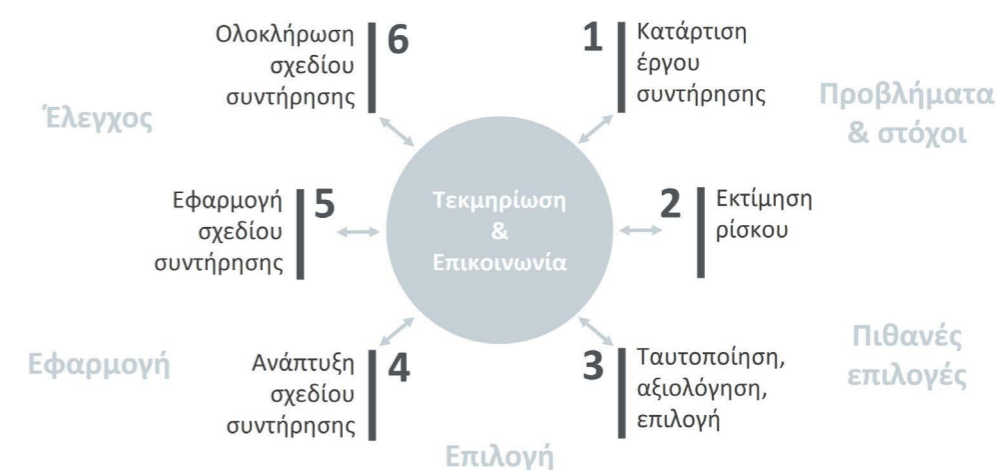 1
Κατάρτιση
έργου
συντήρησης
Προβλήματα
& στόχοι
2
Εκτίμηση
ρίσκου
Πιθανές
επιλογές
3
Ταυτοποίηση,
αξιολόγηση,
επιλογή
Επιλογή
4
Ανάπτυξη
σχεδίου
συντήρησης
Εφαρμογή
5
Εφαρμογή
σχεδίου
συντήρησης
Έλεγχος
6
Ολοκλήρωση
σχεδίου
συντήρησης
Τεκμηρίωση
&
Επικοινωνία